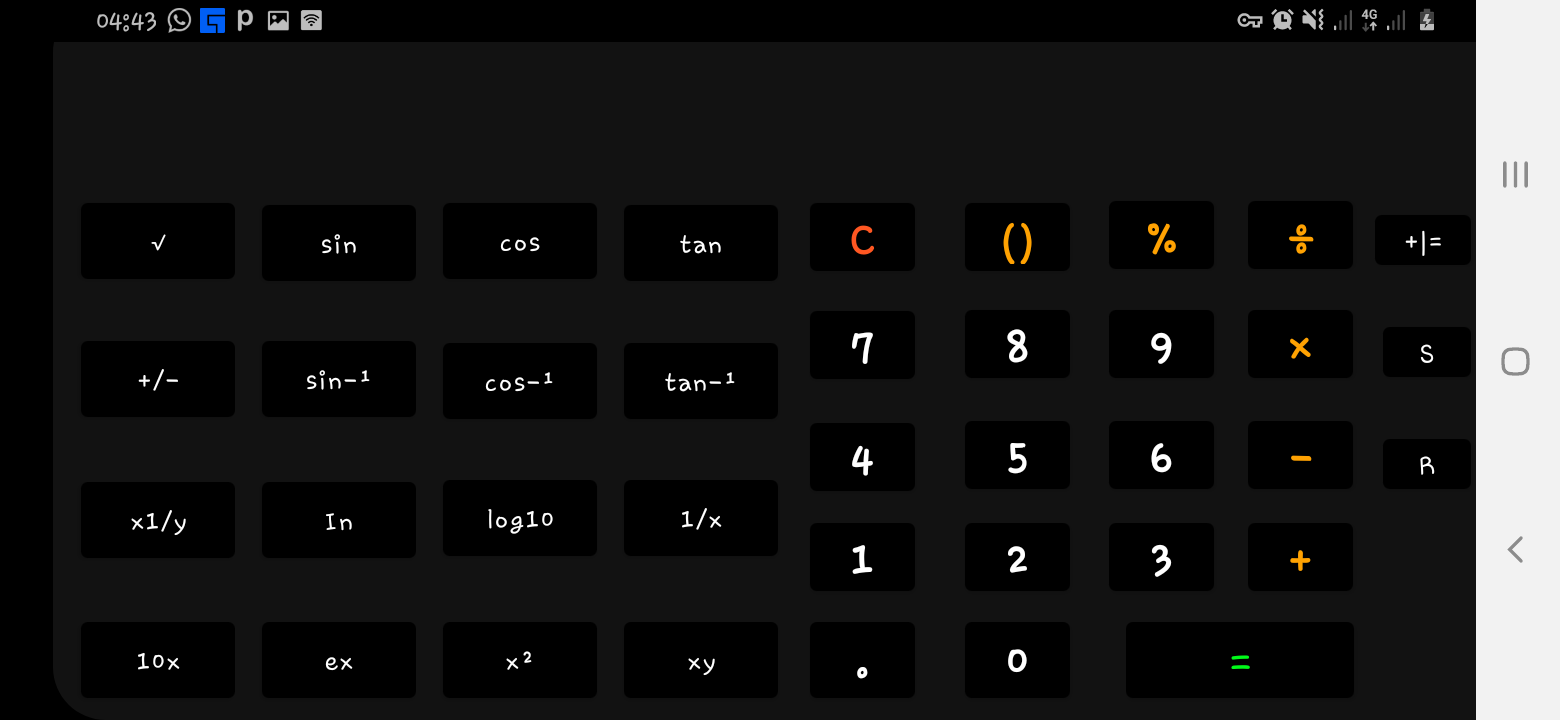 04:43 p 4G
√ sin cos tan C () % ÷ +|=
+/- sin-¹ cos-¹ tan-¹ 7 8 9 × S
4 5 6 - R
x1/y In log10 1/x 1 2 3 +
10x ex x² xy . 0 =